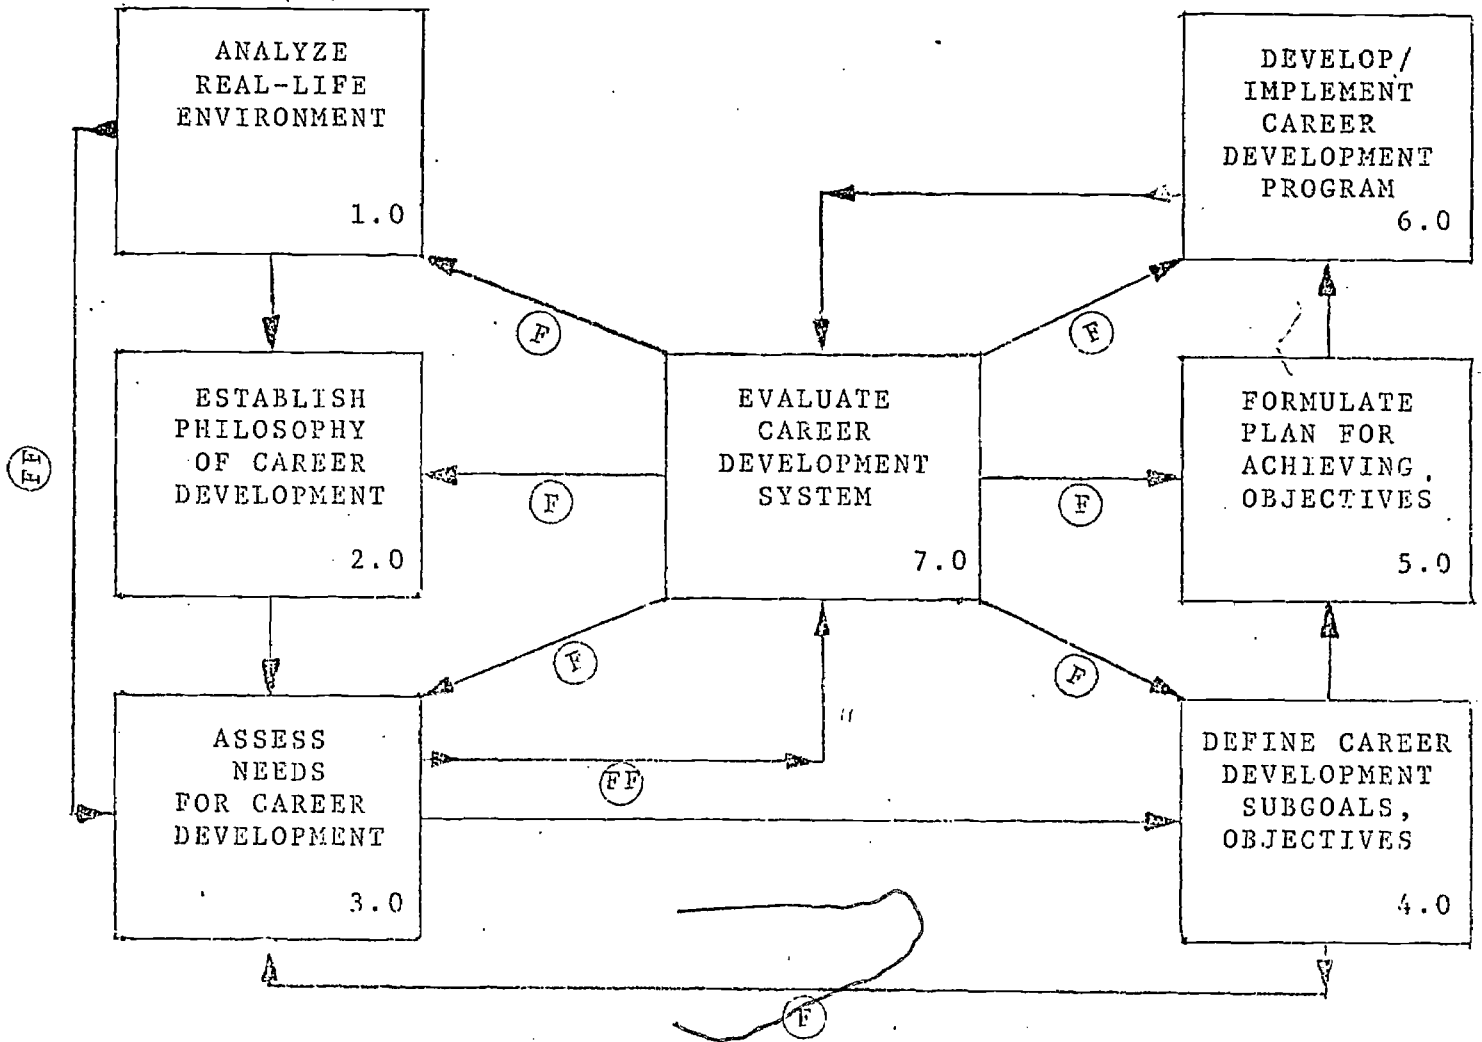 ANALYZE
REAL-LIFE
ENVIRONMENT
1.0
DEVELOP/
IMPLEMENT
CAREER
DEVELOPMENT
PROGRAM
6.0
F
F
FF
ESTABLISH
PHILOSOPHY
OF CAREER
DEVELOPMENT
2.0
F
EVALUATE
CAREER
DEVELOPMENT
SYSTEM
7.0
F
FORMULATE
PLAN FOR
ACHIEVING
OBJECTIVES
5.0
F
F
ASSESS
NEEDS
FOR CAREER
DEVELOPMENT
3.0
FF
DEFINE CAREER
DEVELOPMENT
SUBGOALS,
OBJECTIVES
4.0
F